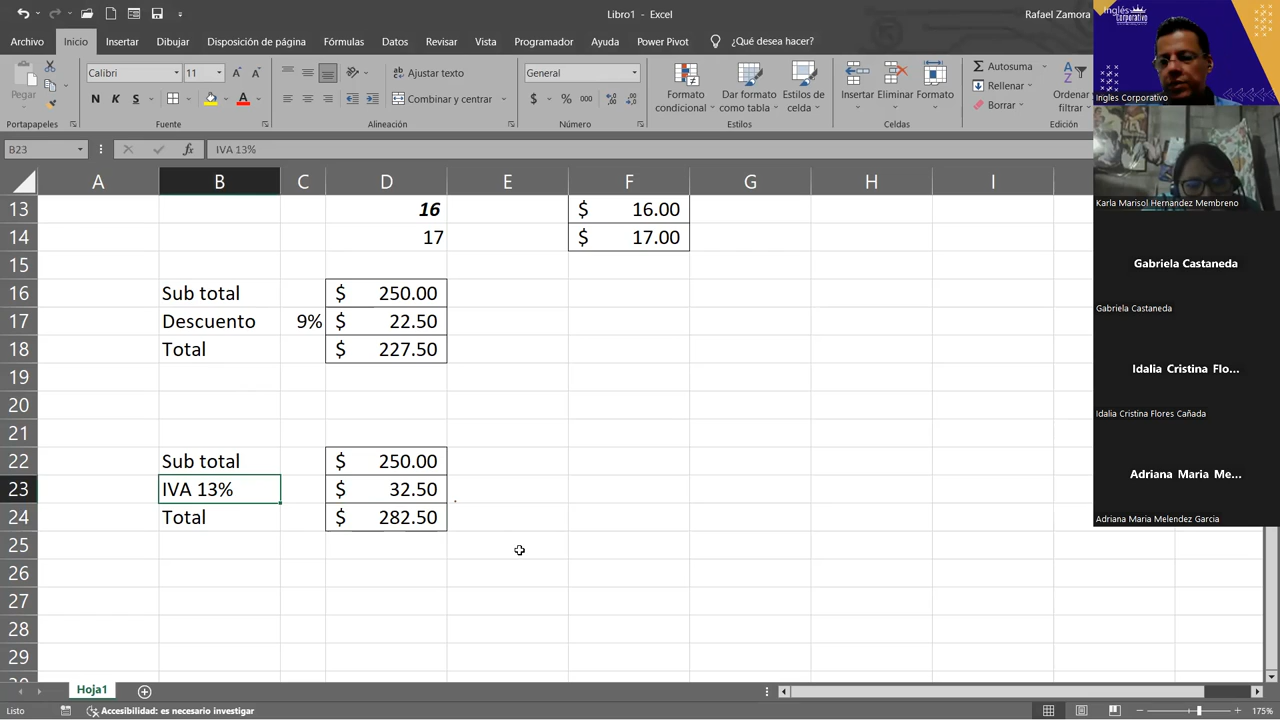 Libro1 - Excel
Rafael Zamora
Archivo
Inicio
Insertar
Dibujar
Disposición de página
Fórmulas
Datos
Revisar
Vista
Programador
Ayuda
Power Pivot
¿Qué desea hacer?
Pegar
Calibri
11
N K S
Ajustar texto
Combinar y centrar
General
$ % 000
Formato condicional
Dar formato como tabla
Estilos de celda
Insertar
Eliminar
Formato
Autosuma
Rellenar
Borrar
Ordenar
filtrar
Portapapeles
Fuente
Alineación
Número
Estilos
Celdas
Edición
B23
fx
IVA 13%
A B C D E F G H I
13 16 $ 16.00
14 17 $ 17.00
15
16 Sub total $ 250.00
17 Descuento 9% $ 22.50
18 Total $ 227.50
19
20
21
22 Sub total $ 250.00
23 IVA 13% $ 32.50
24 Total $ 282.50
25
26
27
28
29
Hoja1
Listo
Accesibilidad: es necesario investigar
175%
Inglés
Corporativo
Ingles Corporativo
Karla Marisol Hernandez Membreno
Gabriela Castaneda
Gabriela Castaneda
Idalia Cristina Flo...
Idalia Cristina Flores Cañada
Adriana Maria Me...
Adriana Maria Melendez Garcia